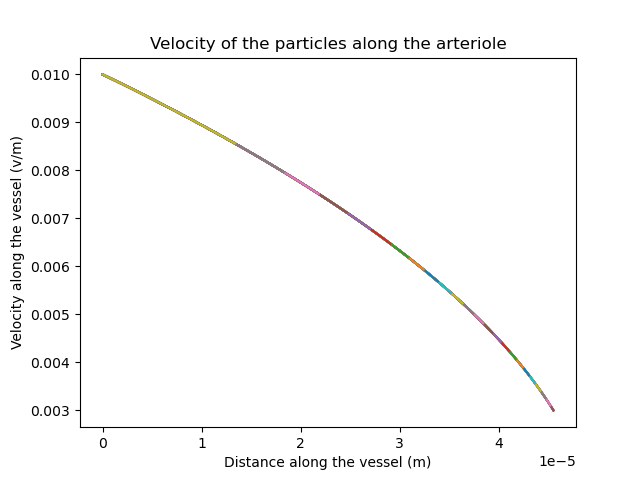 Velocity of the particles along the arteriole
0.010
0.009
0.008
0.007
0.006
0.005
0.004
0.003
Velocity along the vessel (v/m)
0 1 2 3 4
1e−5
Distance along the vessel (m)